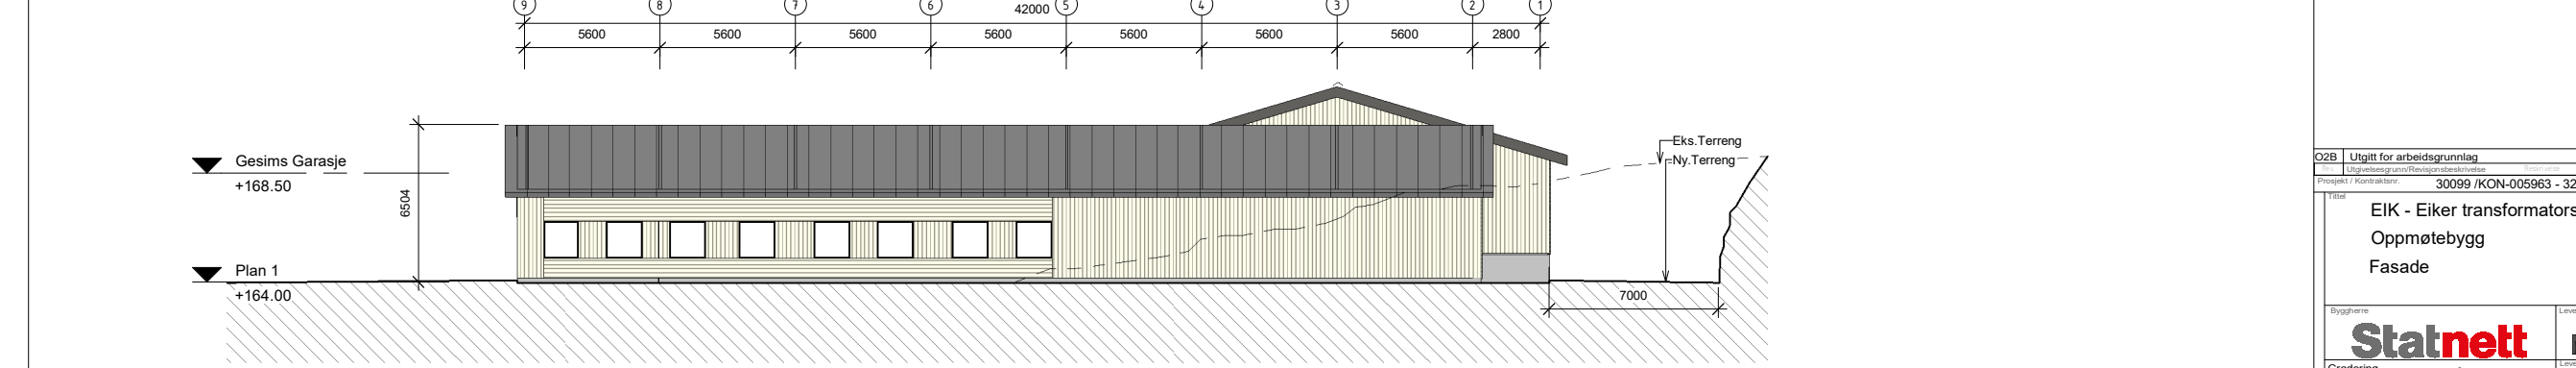 9 8 7 6 5 4 3 2 1
42000
5600 5600 5600 5600 5600 5600 5600 2800
Eks.Terreng
Ny.Terreng
Gesims Garasje
+168.50
6504
Plan 1
+164.00
7000
O2B Utgitt for arbeidsgrunnlag
Utgivelsesgrunn/Revisjonsbeskrivelse
Prosjekt / Kontraktsnr. 30099 /KON-005963 - 32
Tittel
EIK - Eiker transformators
Oppmøtebygg
Fasade
Byggherre
Leve
Statnett
Gradering
Leve